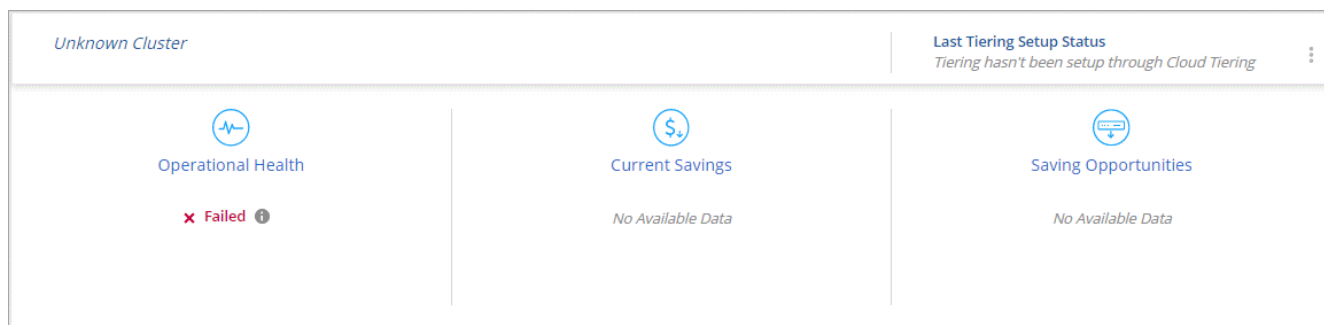 Unknown Cluster
Last Tiering Setup Status
Tiering hasn't been setup through Cloud Tiering
Operational Health
Current Savings
Saving Opportunities
Failed
No Available Data
No Available Data